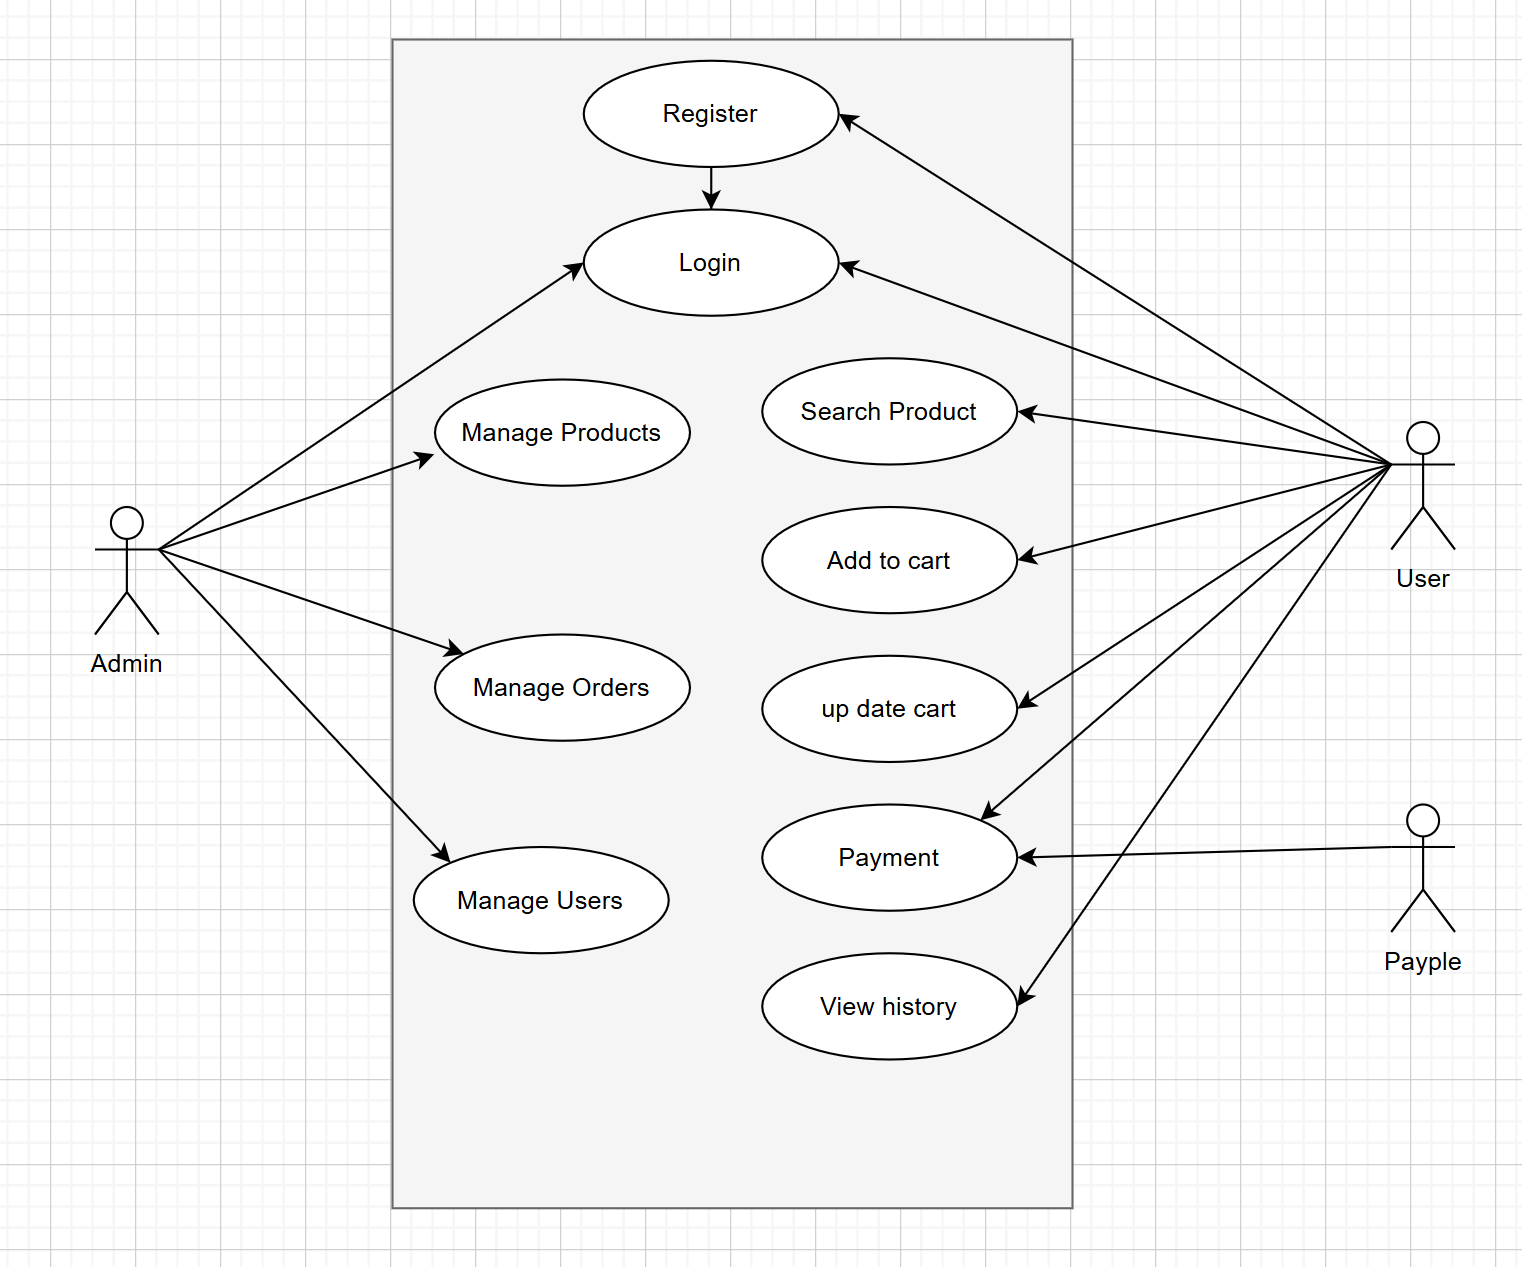 Register
Login
Search Product
Manage Products
Add to cart
User
Admin
Manage Orders
up date cart
Payment
Manage Users
Payple
View history